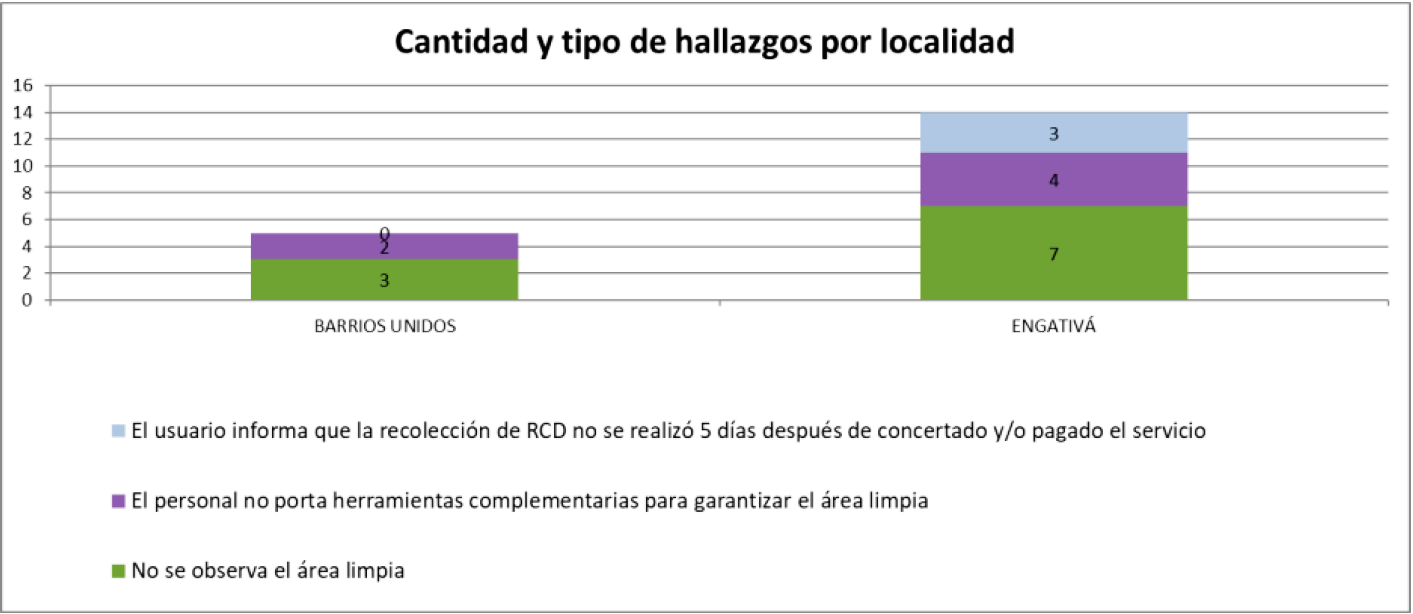 Cantidad y tipo de hallazgos por localidad
16
14
12
10
8
6
4
2
0
0
2
3
3
4
7
BARRIOS UNIDOS
ENGATIVÁ
El usuario informa que la recolección de RCD no se realizó 5 días después de concertado y/o pagado el servicio
El personal no porta herramientas complementarias para garantizar el área limpia
No se observa el área limpia